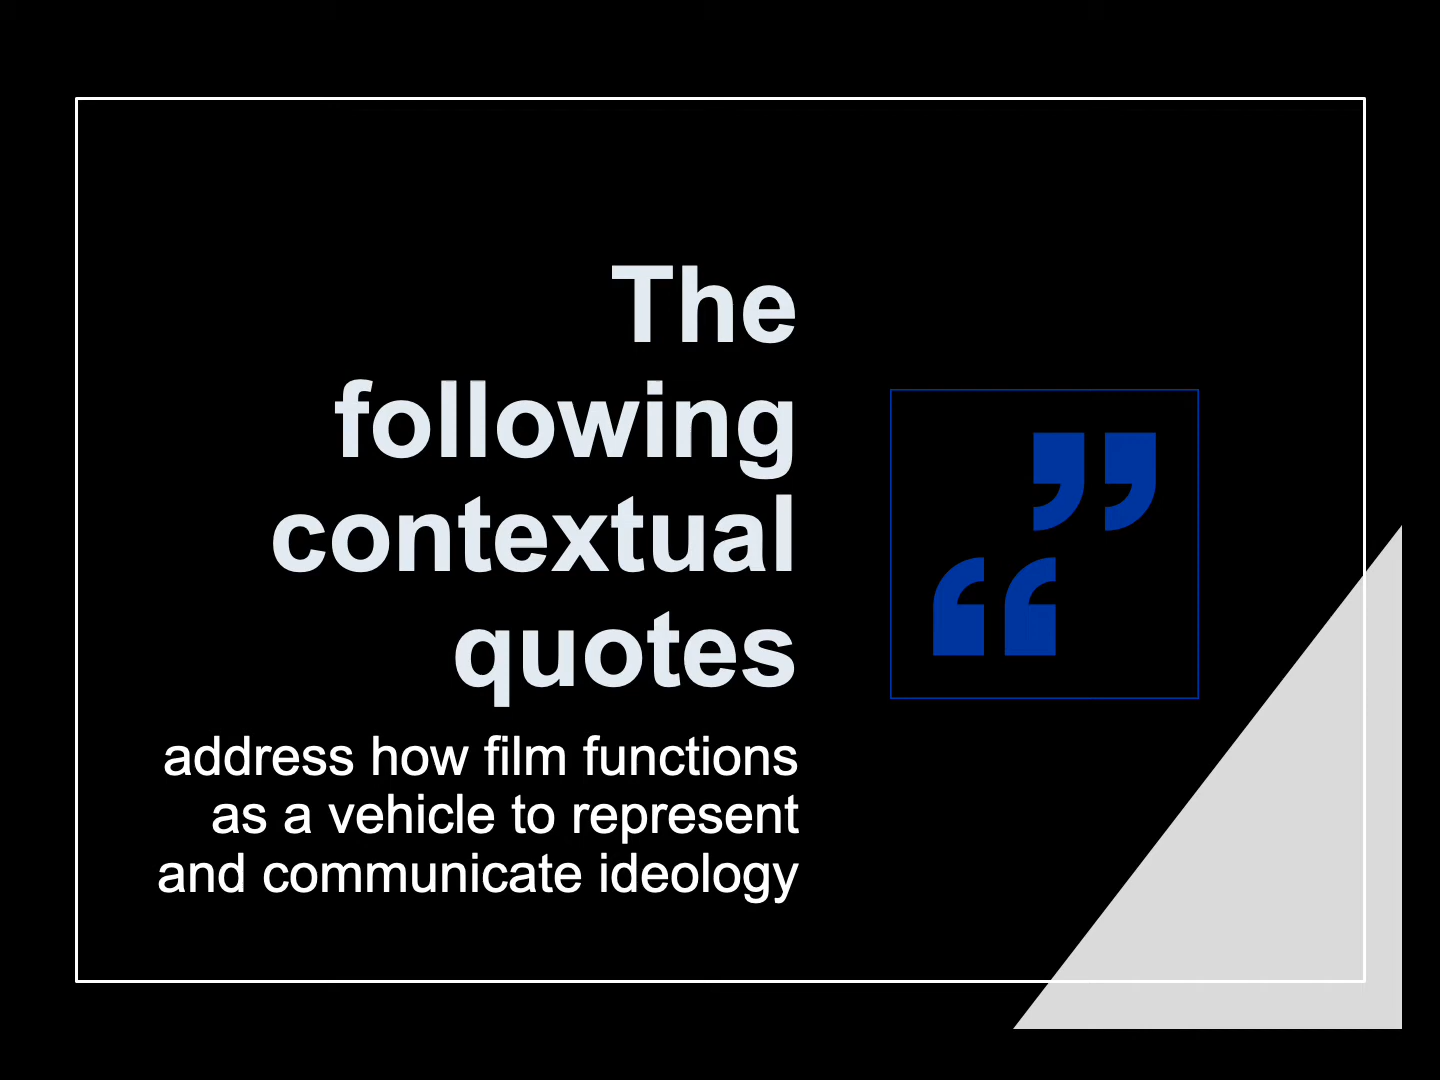 The
following
contextual
quotes
address how film functions
as a vehicle to represent
and communicate ideology